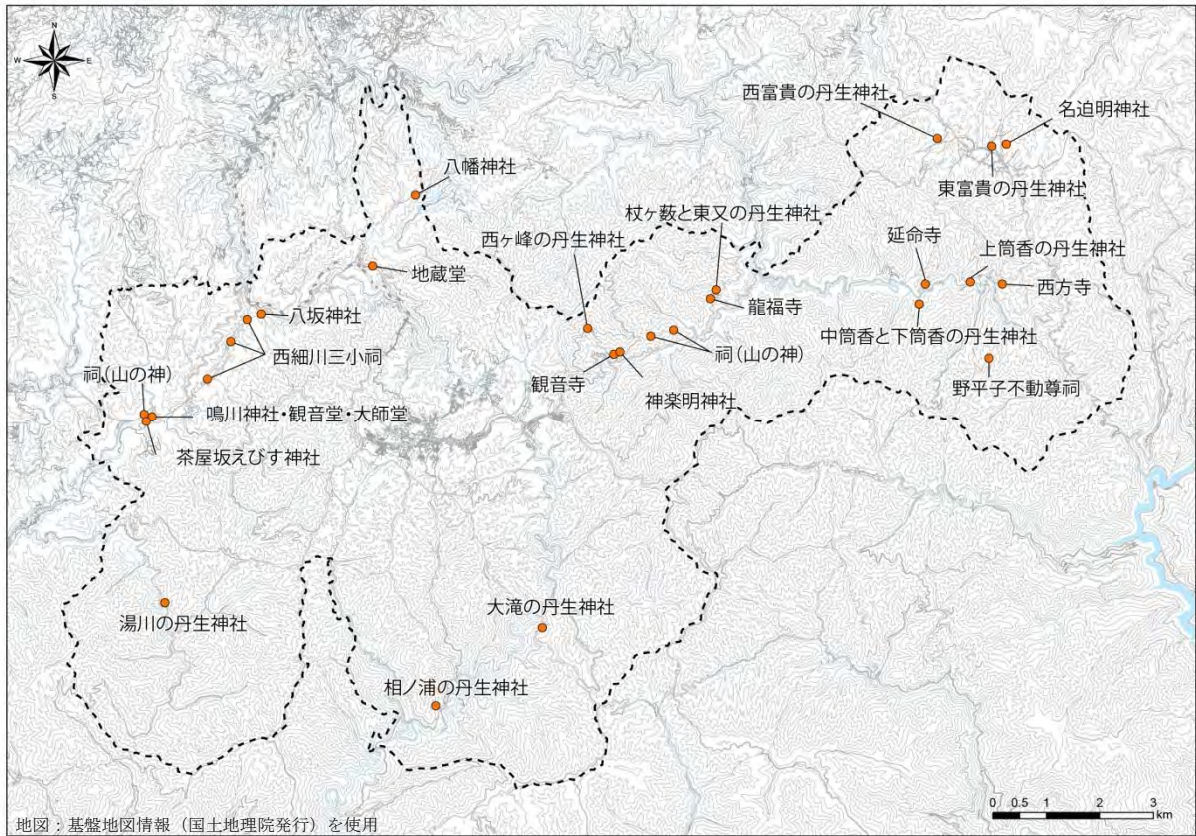 N
W E
S
西富貴の丹生神社
名迫明神社
八幡神社
東富貴の丹生神社
杖ヶ薮と東又の丹生神社
西ヶ峰の丹生神社
延命寺
上筒香の丹生神社
地蔵堂
西方寺
龍福寺
八坂神社
中筒香と下筒香の丹生神社
西細川三小祠
祠(山の神)
観音寺
野平子不動尊祠
祠(山の神)
神楽明神社
鳴川神社・観音堂・大師堂
茶屋坂えびす神社
大滝の丹生神社
湯川の丹生神社
相ノ浦の丹生神社
0 0.5 1 2 3
km
地図:基盤地図情報(国土地理院発行)を使用